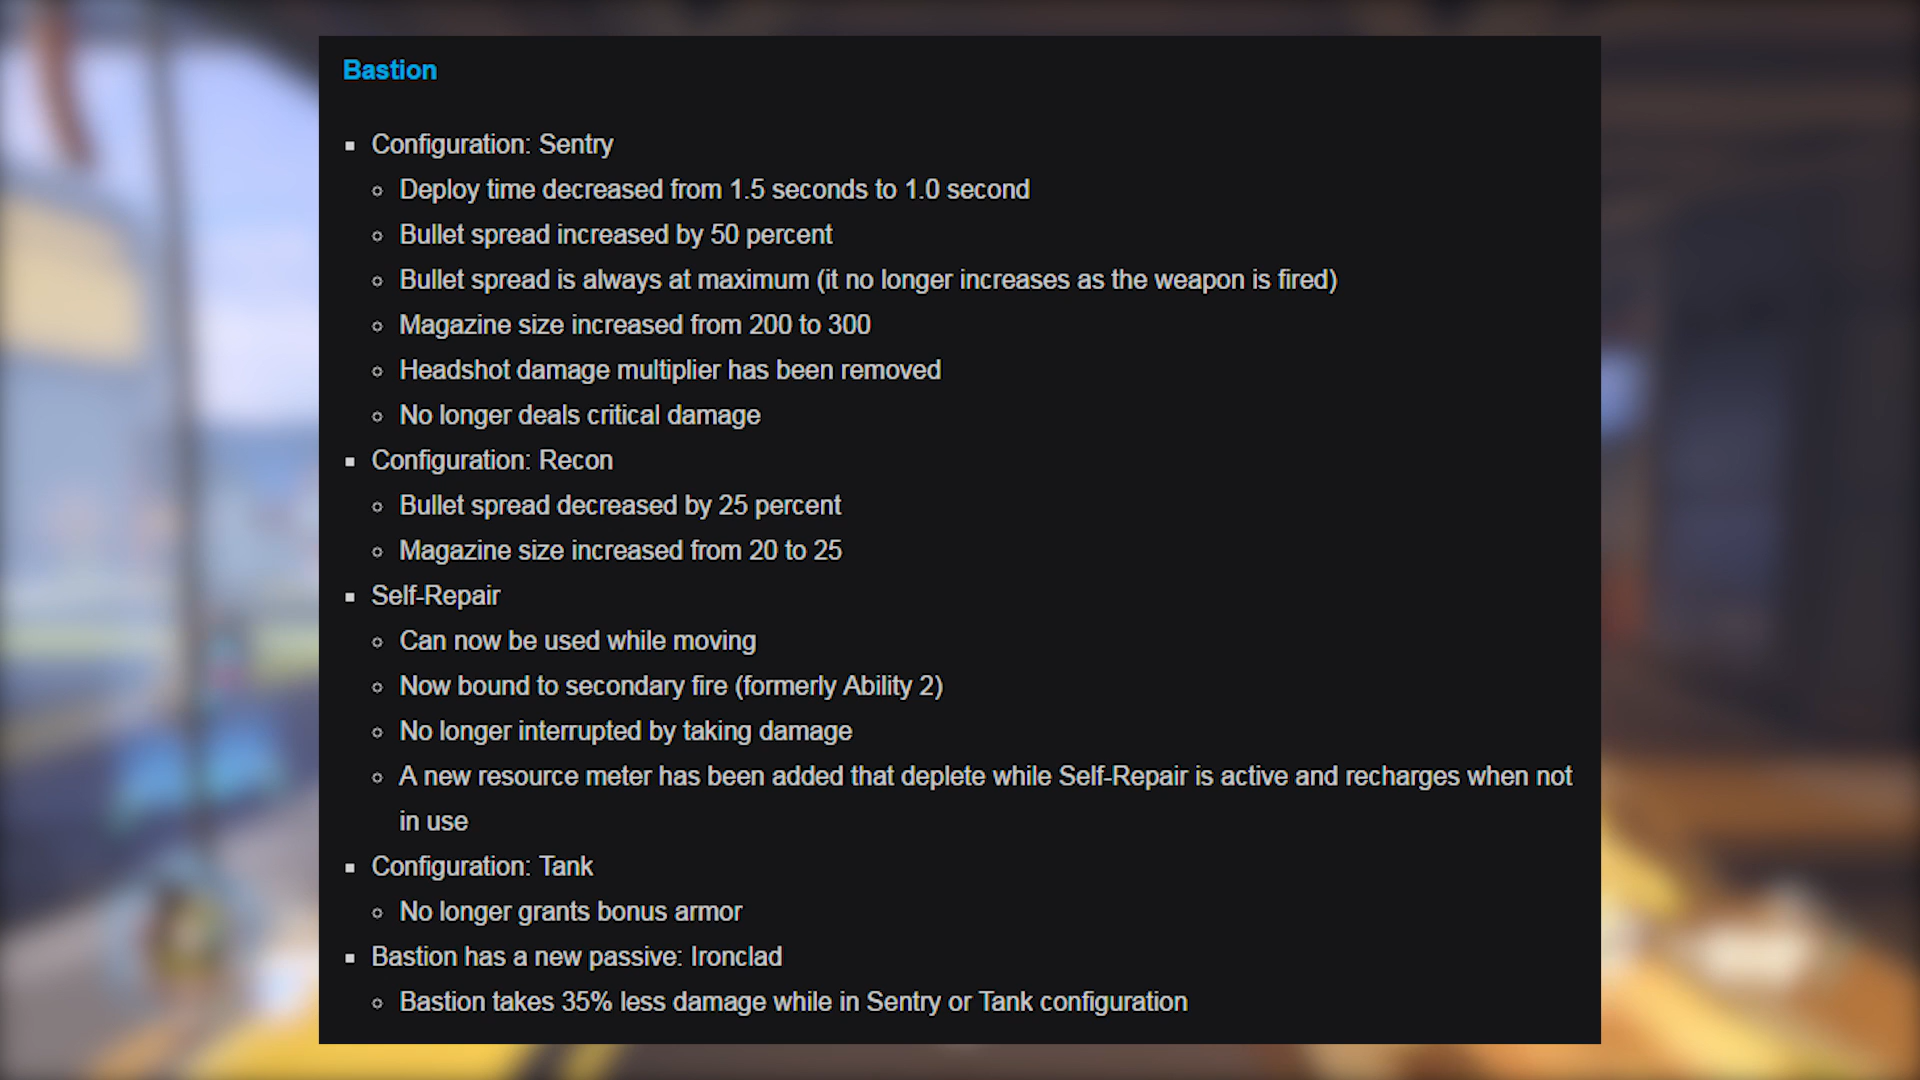 Bastion
Configuration: Sentry
Deploy time decreased from 1.5 seconds to 1.0 second
Bullet spread increased by 50 percent
Bullet spread is always at maximum (it no longer increases as the weapon is fired)
Magazine size increased from 200 to 300
Headshot damage multiplier has been removed
No longer deals critical damage
Configuration: Recon
Bullet spread decreased by 25 percent
Magazine size increased from 20 to 25
Self-Repair
Can now be used while moving
Now bound to secondary fire (formerly Ability 2)
No longer interrupted by taking damage
A new resource meter has been added that deplete while Self-Repair is active and recharges when not
in use
Configuration: Tank
No longer grants bonus armor
Bastion has a new passive: Ironclad
Bastion takes 35% less damage while in Sentry or Tank configuration